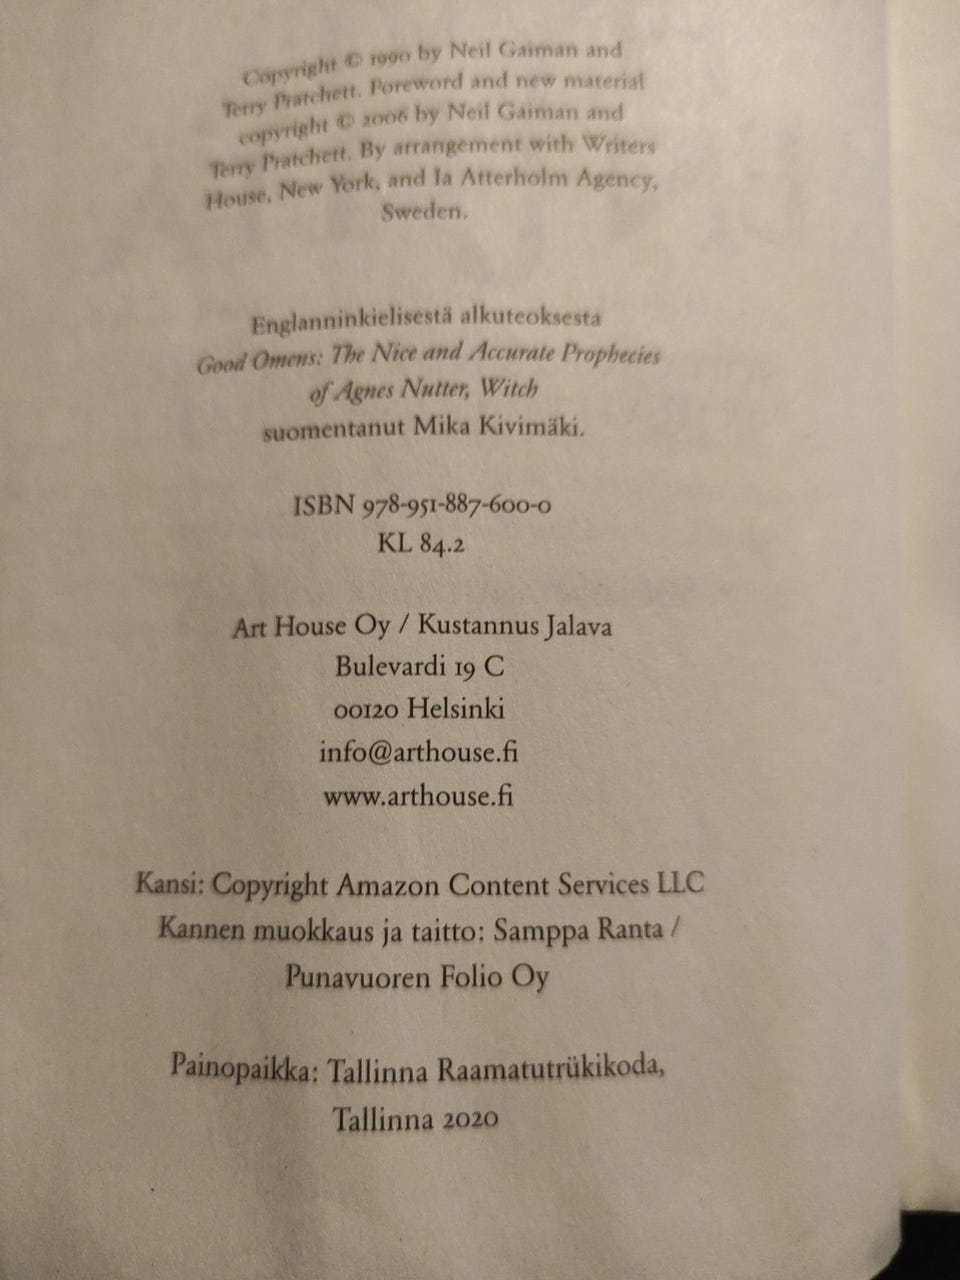 Copyright © 1990 by Neil Gaiman and
Terry Pratchett. Foreword and new material
copyright © 2006 by Neil Gaiman and
Terry Pratchett. By arrangement with Writers
House, New York, and Ia Atterholm Agency,
Sweden.
Englanninkielisestä alkuteoksesta
Good Omens: The Nice and Accurate Prophecies
of Agnes Nutter, Witch
suomentanut Mika Kivimäki.
ISBN 978-951-887-600-0
KL 84.2
Art House Oy / Kustannus Jalava
Bulevardi 19 C
00120 Helsinki
info@arthouse.fi
www.arthouse.fi
Kansi: Copyright Amazon Content Services LLC
Kannen muokkaus ja taitto: Samppa Ranta /
Punavuoren Folio Oy
Painopaikka: Tallinna Raamatutrükikoda,
Tallinna 2020